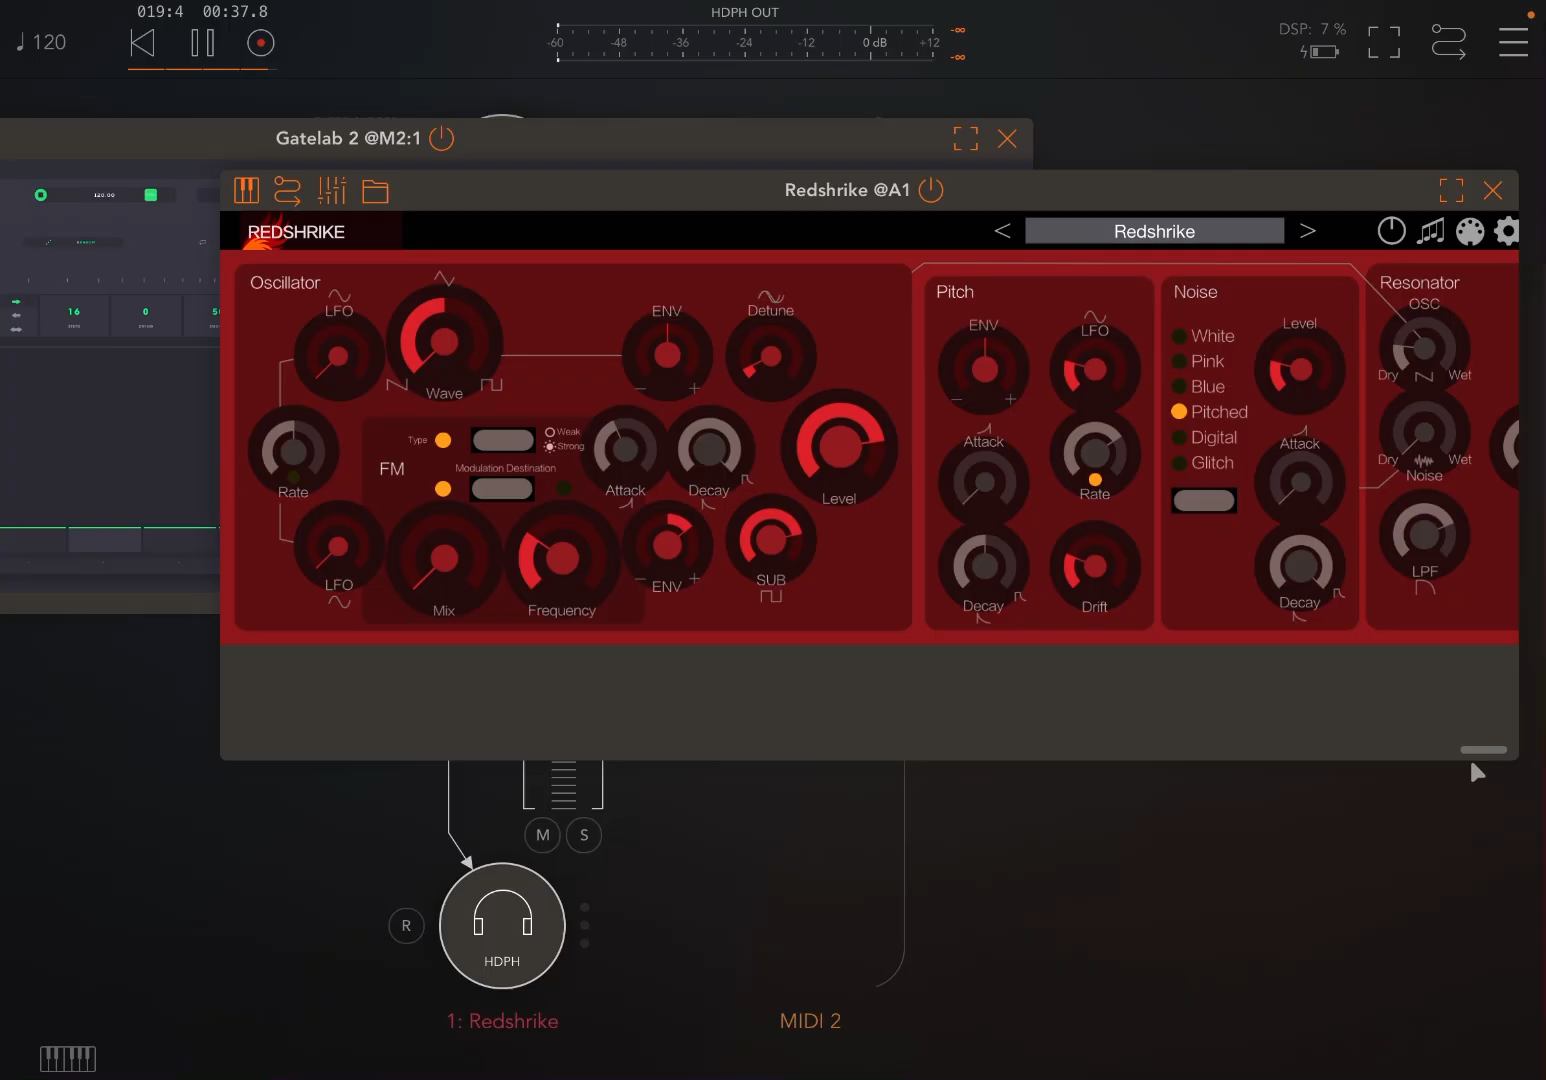 019:4 00:37.8
120
HDPH OUT
-60 -48 -36 -24 -12 0 dB +12
-∞
-∞
DSP: 7 %
Gatelab 2 @M2:1
120.00
16 0
Redshrike @A1
REDSHRIKE
< Redshrike >
Oscillator
LFO
Wave
ENV
- +
Detune
Rate
FM
Type
Weak
Strong
Modulation Destination
Attack
Decay
Level
LFO
Mix
Frequency
ENV
- +
SUB
Pitch
ENV
- +
LFO
Attack
Rate
Decay
Drift
Noise
White
Pink
Blue
Pitched
Digital
Glitch
Level
Attack
Decay
Resonator
OSC
Dry Wet
Dry Wet
Noise
LPF
M S
R
HDPH
1: Redshrike
MIDI 2